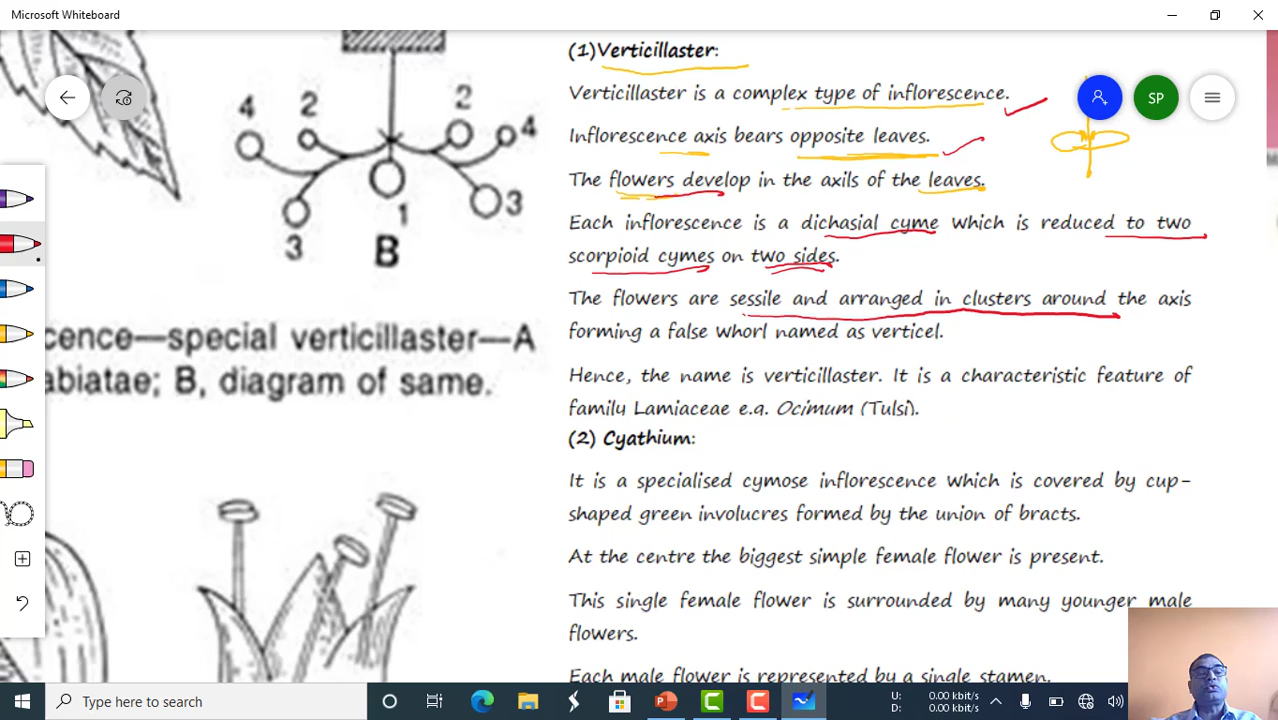 Microsoft Whiteboard
SP
4
2
2
4
3
1
3
B
cence—special verticillaster—A
abiatae; B, diagram of same.
(1)Verticillaster:
Verticillaster is a complex type of inflorescence.
Inflorescence axis bears opposite leaves.
The flowers develop in the axils of the leaves.
Each inflorescence is a dichasial cyme which is reduced to two
scorpioid cymes on two sides.
The flowers are sessile and arranged in clusters around the axis
forming a false whorl named as verticel.
Hence, the name is verticillaster. It is a characteristic feature of
family Lamiaceae e.g. Ocimum (Tulsi).
(2) Cyathium:
It is a specialised cymose inflorescence which is covered by cup-
shaped green involucres formed by the union of bracts.
At the centre the biggest simple female flower is present.
This single female flower is surrounded by many younger male
flowers.
Each male flower is represented by a single stamen.
Type here to search
U: 0.00 kbit/s
D: 0.00 kbit/s